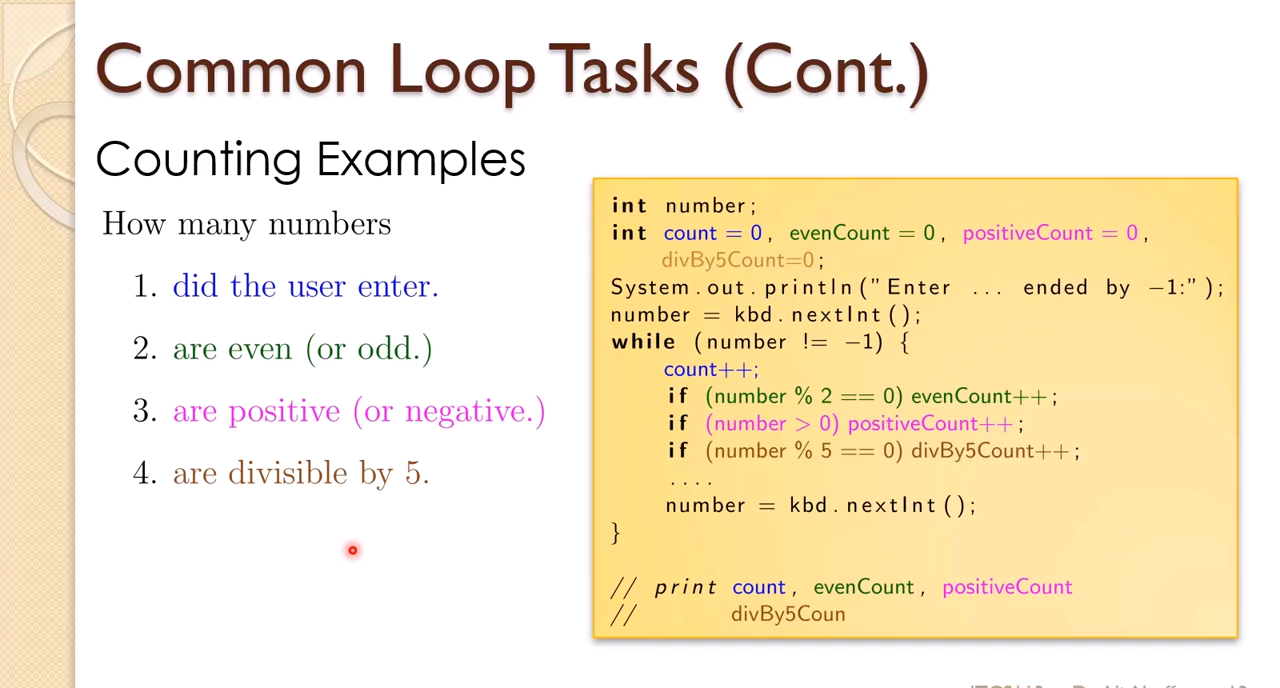 Common Loop Tasks (Cont.)
Counting Examples
How many numbers
1. did the user enter.
2. are even (or odd.)
3. are positive (or negative.)
4. are divisible by 5.
int number;
int count = 0, evenCount = 0, positiveCount = 0,
divBy5Count=0;
System.out.println("Enter ... ended by -1:");
number = kbd.nextInt();
while (number != -1) {
count++;
if (number % 2 == 0) evenCount++;
if (number > 0) positiveCount++;
if (number % 5 == 0) divBy5Count++;
....
number = kbd.nextInt();
}
// print count, evenCount, positiveCount
// divBy5Coun